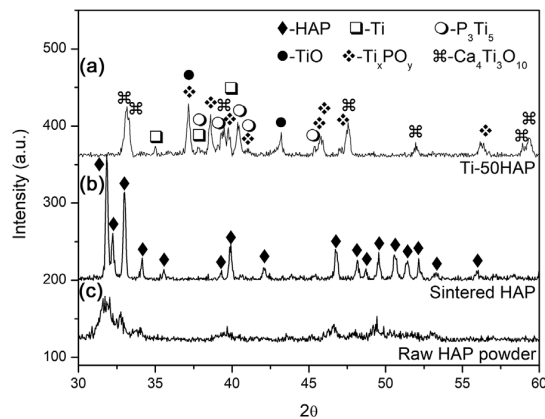 -HAP -Ti -P₃Ti₅
-TiO -TiₓPOᵧ -Ca₄Ti₃O₁₀
(a)
Ti-50HAP
(b)
Sintered HAP
(c)
Raw HAP powder
Intensity (a.u.)
500
400
300
200
100
30 35 40 45 50 55 60
2θ